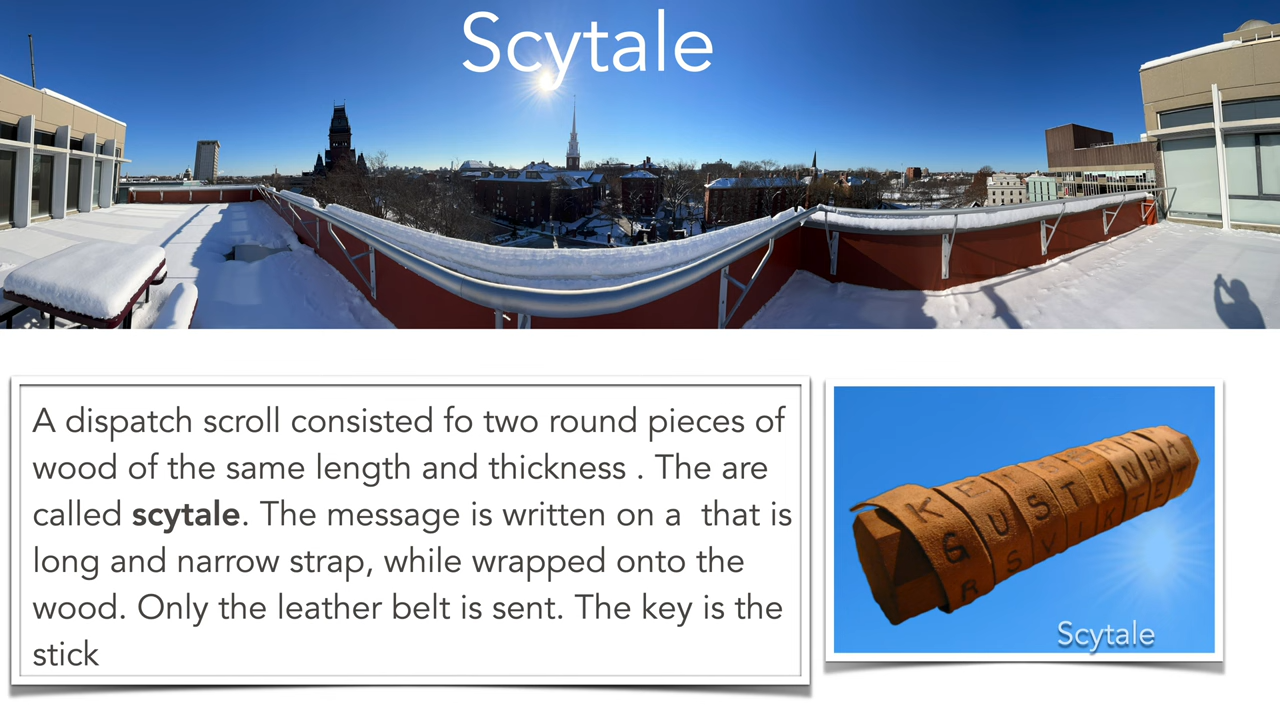 Scytale
A dispatch scroll consisted fo two round pieces of
wood of the same length and thickness . The are
called scytale. The message is written on a  that is
long and narrow strap, while wrapped onto the
wood. Only the leather belt is sent. The key is the
stick
G U S T I N H A
Scytale